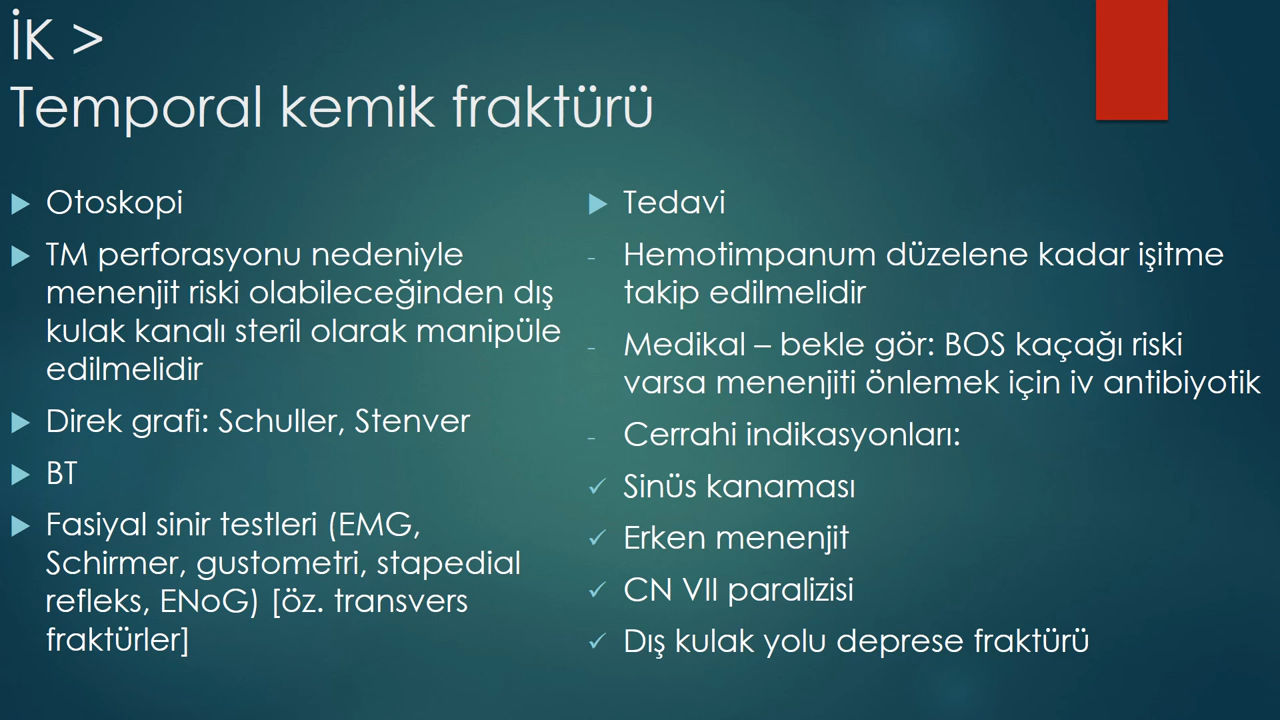 İK >
Temporal kemik fraktürü
Otoskopi
TM perforasyonu nedeniyle
menenjit riski olabileceğinden dış
kulak kanalı steril olarak manipüle
edilmelidir
Direk grafi: Schuller, Stenver
BT
Fasiyal sinir testleri (EMG,
Schirmer, gustometri, stapedial
refleks, ENoG) [öz. transvers
fraktürler]
Tedavi
- Hemotimpanum düzelene kadar işitme
takip edilmelidir
- Medikal – bekle gör: BOS kaçağı riski
varsa menenjiti önlemek için iv antibiyotik
- Cerrahi indikasyonları:
✓ Sinüs kanaması
✓ Erken menenjit
✓ CN VII paralizisi
✓ Dış kulak yolu deprese fraktürü